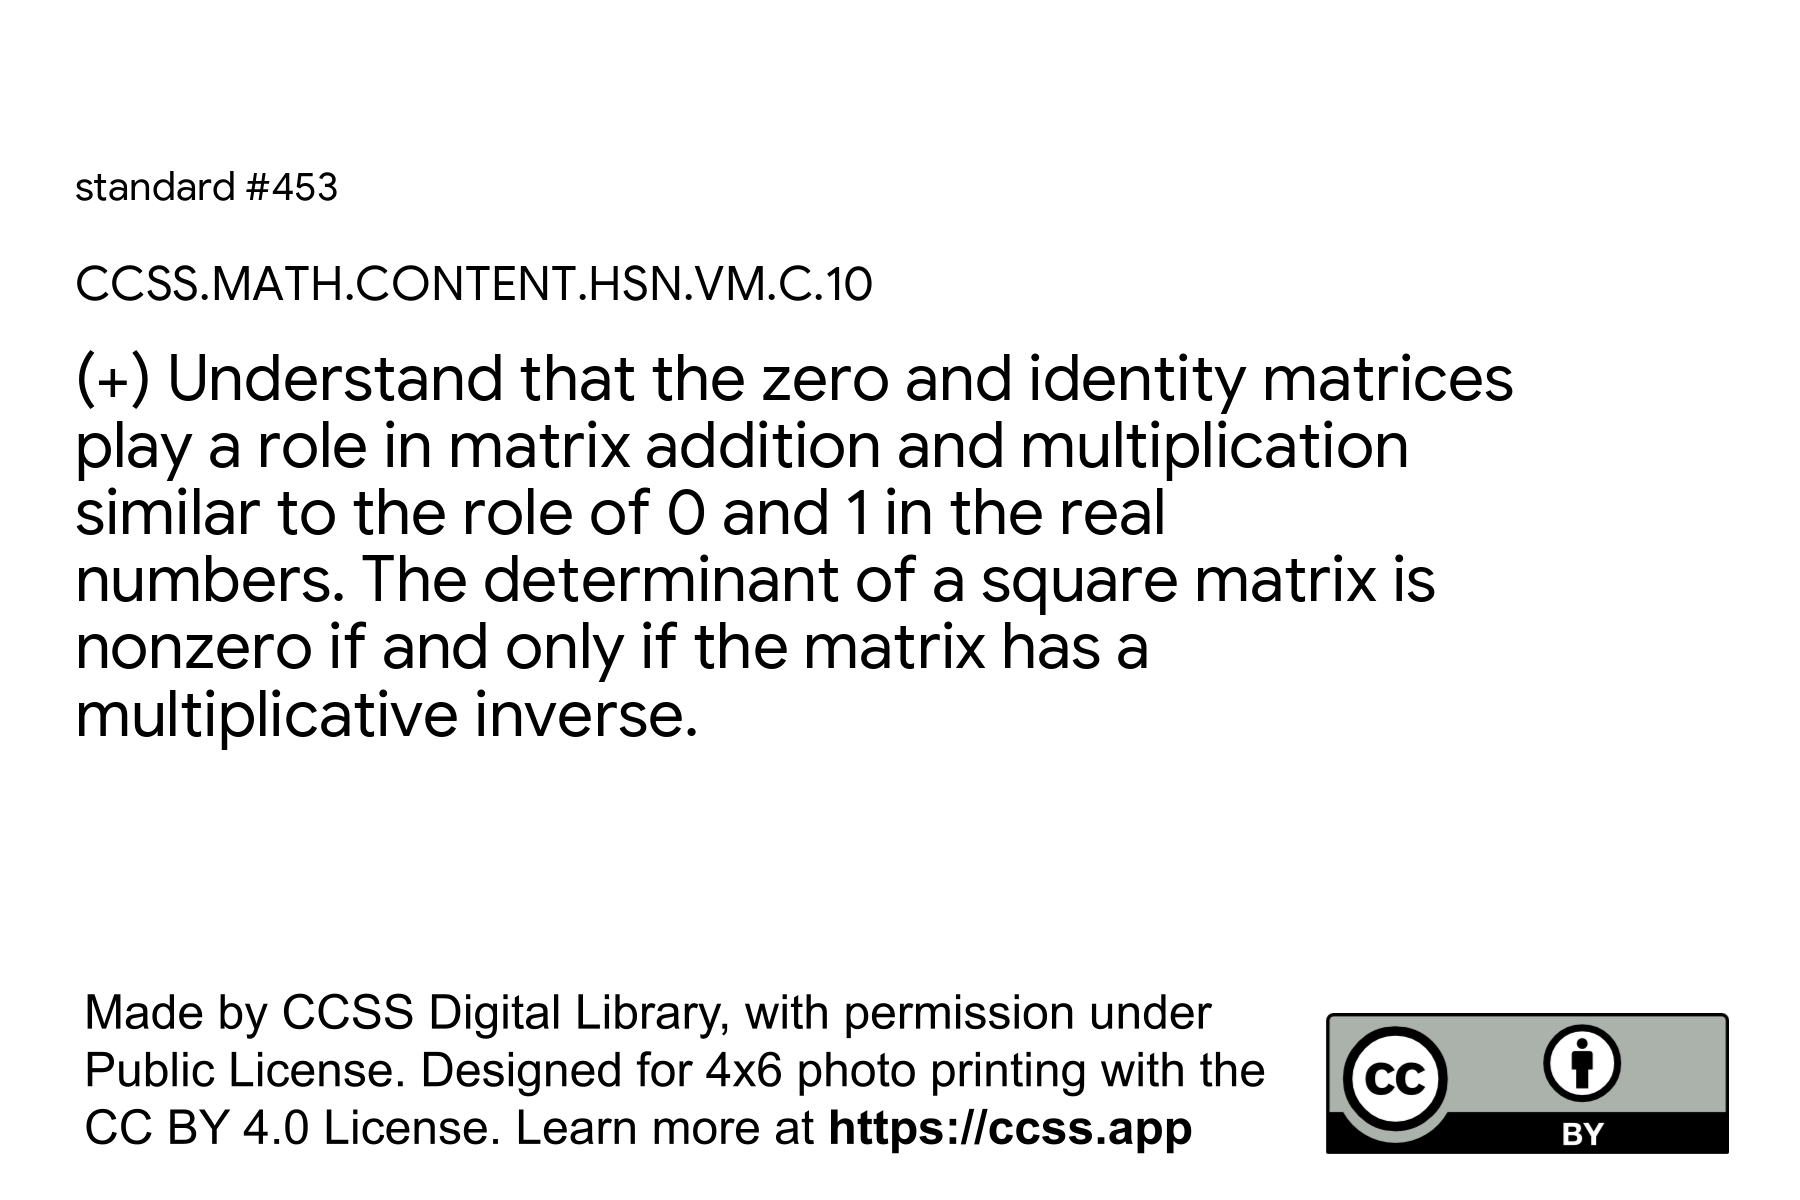 standard #453
CCSS.MATH.CONTENT.HSN.VM.C.10
(+) Understand that the zero and identity matrices
play a role in matrix addition and multiplication
similar to the role of 0 and 1 in the real
numbers. The determinant of a square matrix is
nonzero if and only if the matrix has a
multiplicative inverse.
Made by CCSS Digital Library, with permission under
Public License. Designed for 4x6 photo printing with the
CC BY 4.0 License. Learn more at https://ccss.app
cc
BY